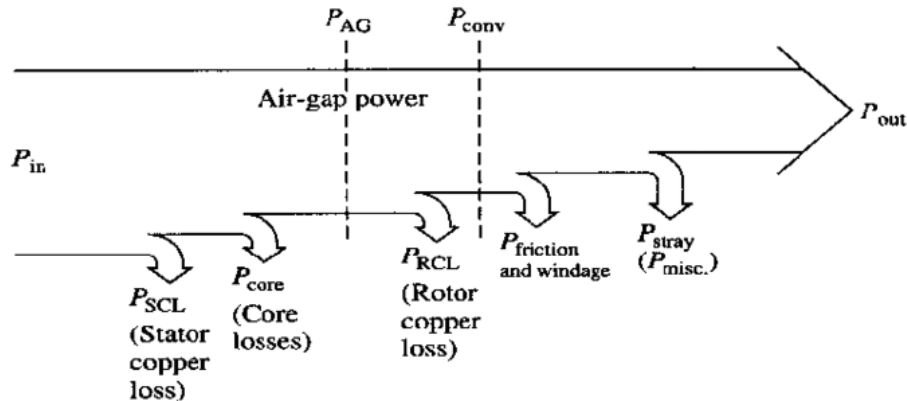 P_AG
P_conv
Air-gap power
P_out
P_in
P_SCL
(Stator
copper
loss)
P_core
(Core
losses)
P_RCL
(Rotor
copper
loss)
P_friction
and windage
P_stray
(P_misc.)